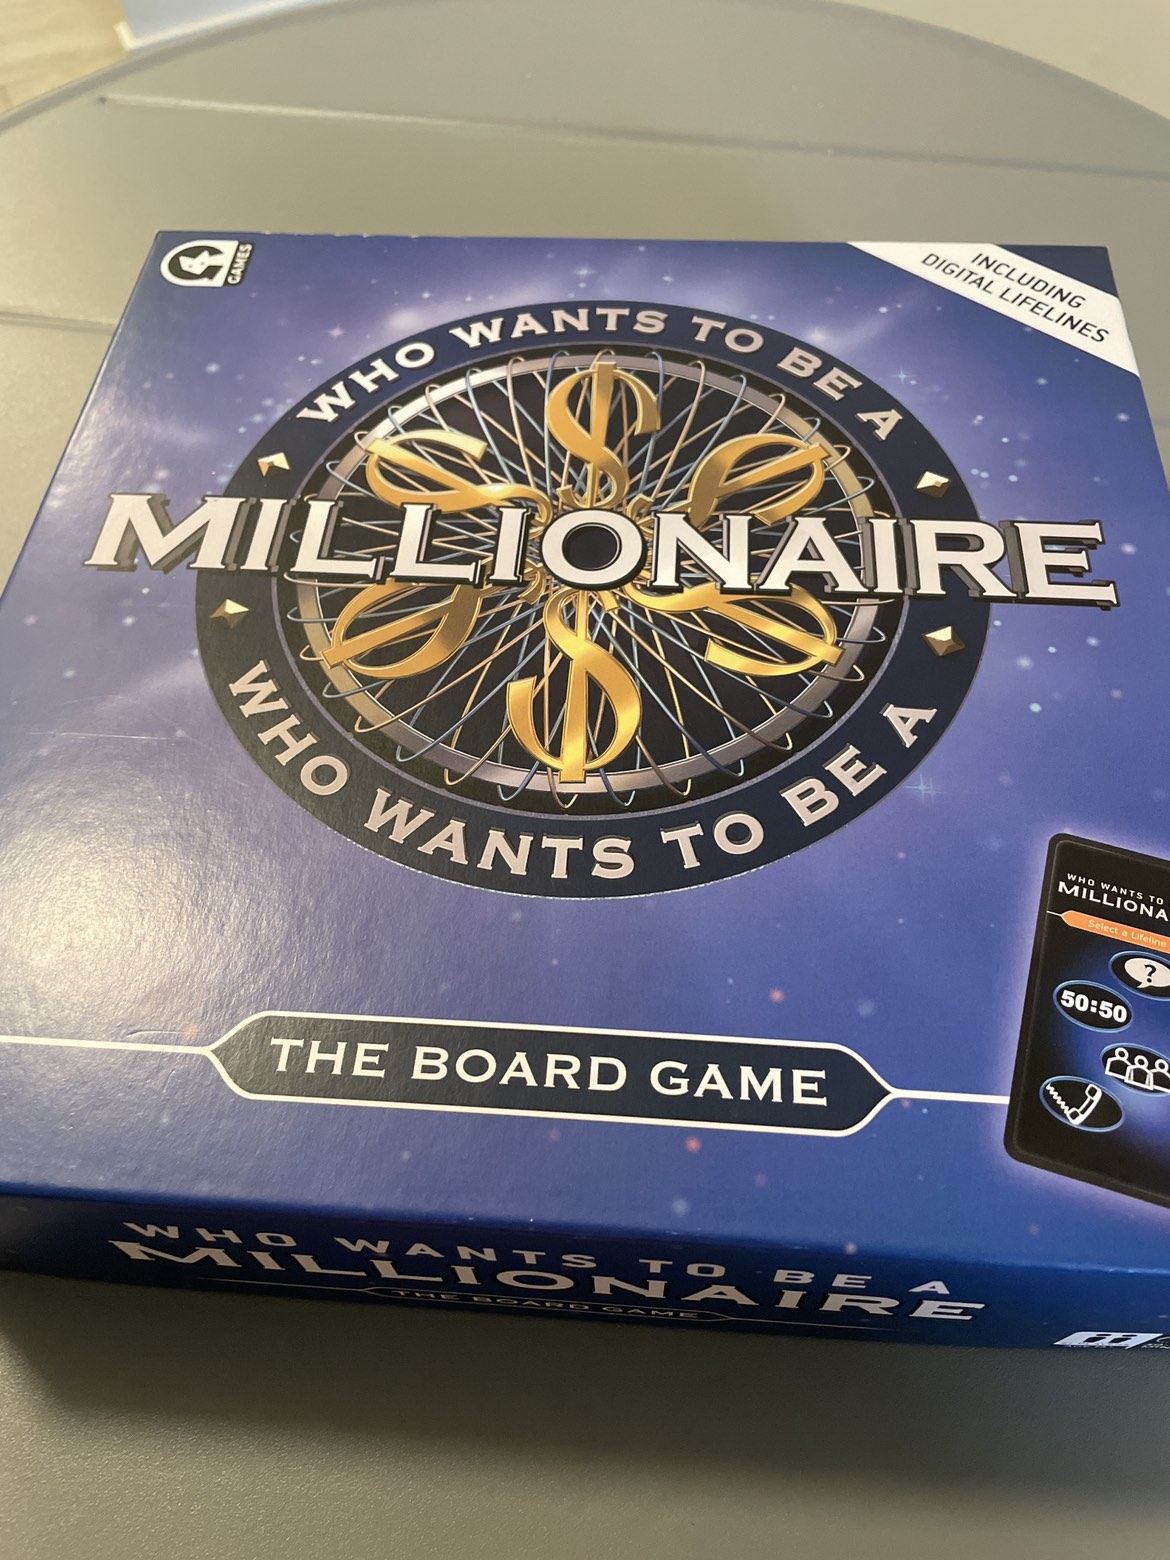 GAMES
INCLUDING
DIGITAL LIFELINES
WHO WANTS TO BE A
MILLIONAIRE
WHO WANTS TO BE A
WHO WANTS TO
MILLIONA
Select a Lifeline
?
50:50
THE BOARD GAME
WHO WANTS TO BE A
MILLIONAIRE
THE BOARD GAME